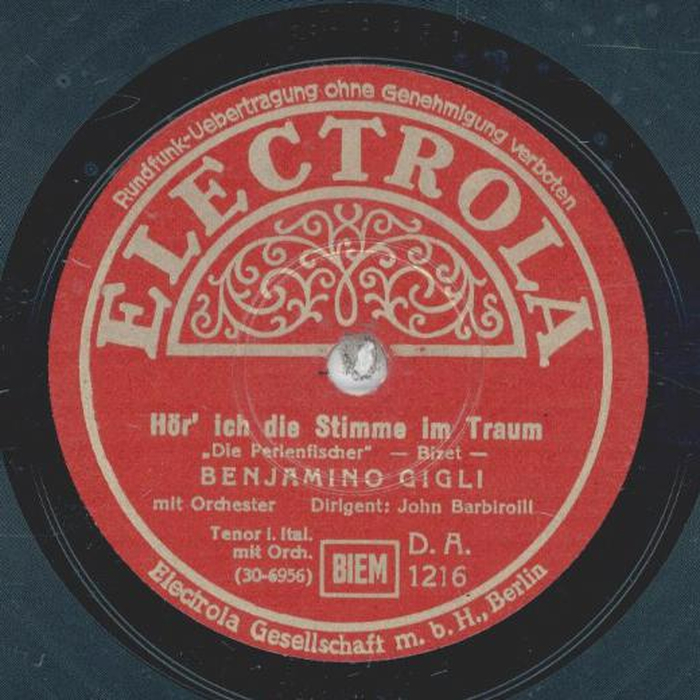 Rundfunk-Uebertragung ohne Genehmigung verboten
ELECTROLA
Hör' ich die Stimme im Traum
„Die Perlenfischer" — Bizet —
BENJAMINO GIGLI
mit Orchester Dirigent: John Barbirolli
Tenor i. Ital.
mit Orch.
(30-6956)
BIEM
D. A.
1216
Electrola Gesellschaft m. b. H., Berlin